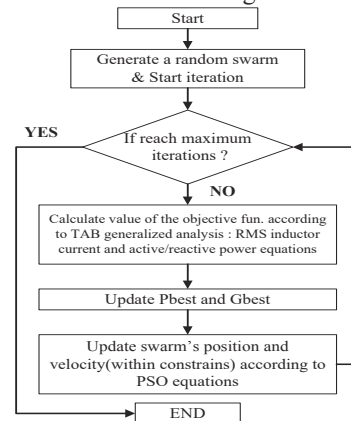 Start
Generate a random swarm
& Start iteration
YES
If reach maximum
iterations ?
NO
Calculate value of the objective fun. according
to TAB generalized analysis : RMS inductor
current and active/reactive power equations
Update Pbest and Gbest
Update swarm's position and
velocity(within constrains) according to
PSO equations
END